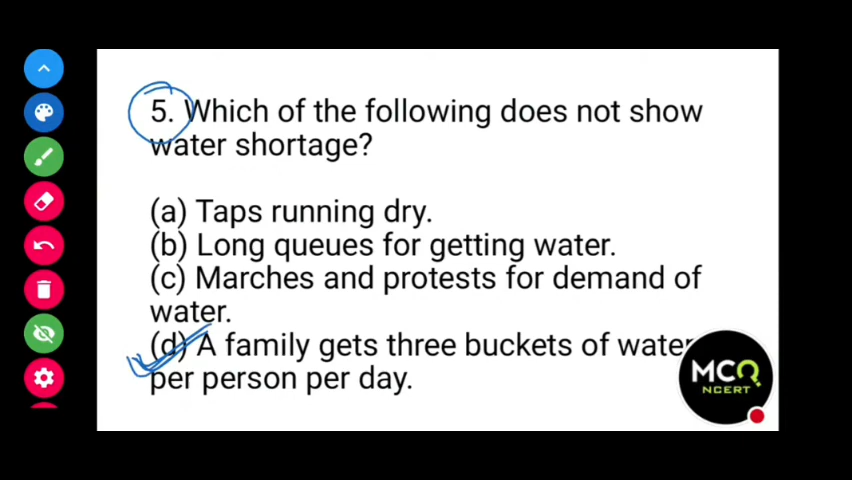 5. Which of the following does not show
water shortage?
(a) Taps running dry.
(b) Long queues for getting water.
(c) Marches and protests for demand of
water.
(d) A family gets three buckets of water
per person per day.
MCQ
NCERT